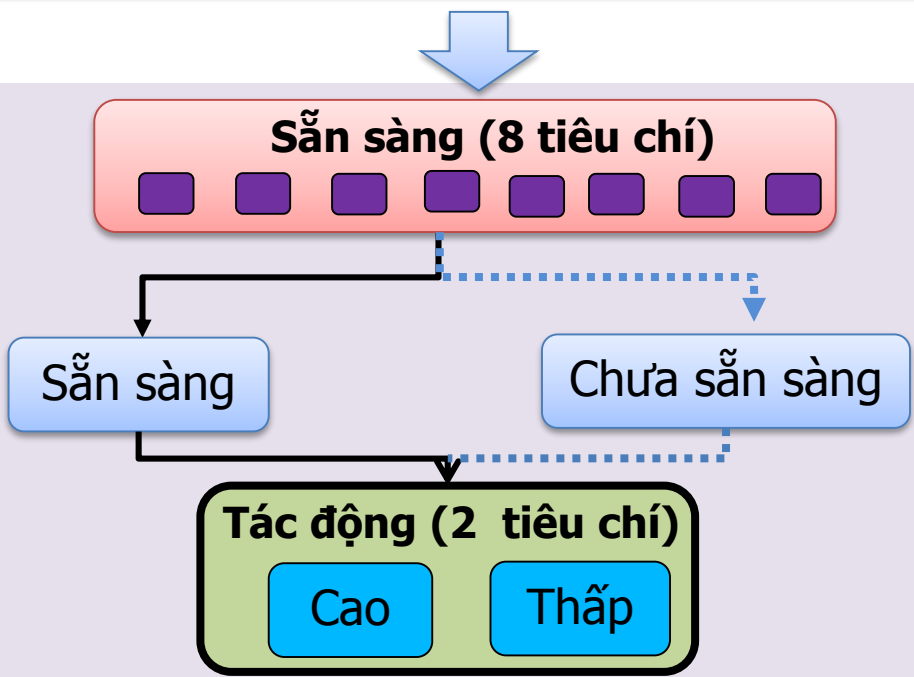 Sẵn sàng (8 tiêu chí)
Sẵn sàng
Chưa sẵn sàng
Tác động (2 tiêu chí)
Cao
Thấp